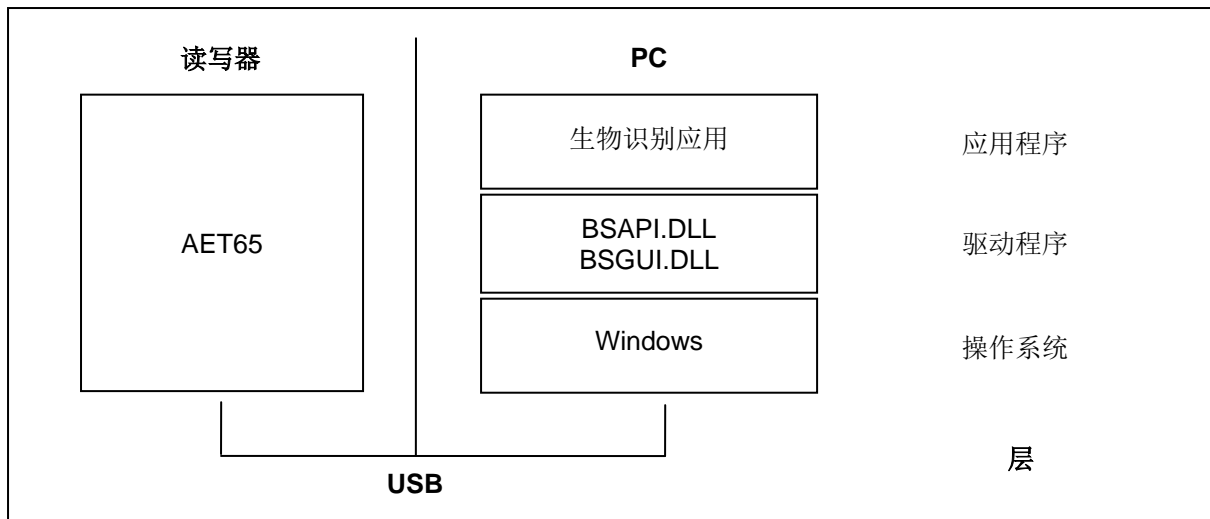 读写器
PC
生物识别应用
应用程序
AET65
BSAPI.DLL
BSGUI.DLL
驱动程序
Windows
操作系统
层
USB